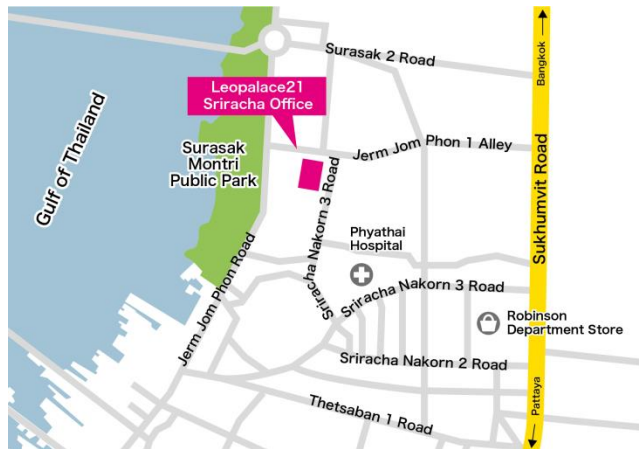 Bangkok
Surasak 2 Road
Leopalace21
Sriracha Office
Jerm Jom Phon 1 Alley
Surasak
Montri
Public Park
Gulf of Thailand
Sukhumvit Road
Sriracha Nakorn 3 Road
Phyathai
Hospital
Jerm Jom Phon Road
Sriracha Nakorn 3 Road
Robinson
Department Store
Sriracha Nakorn 2 Road
Thetsaban 1 Road
Pattaya